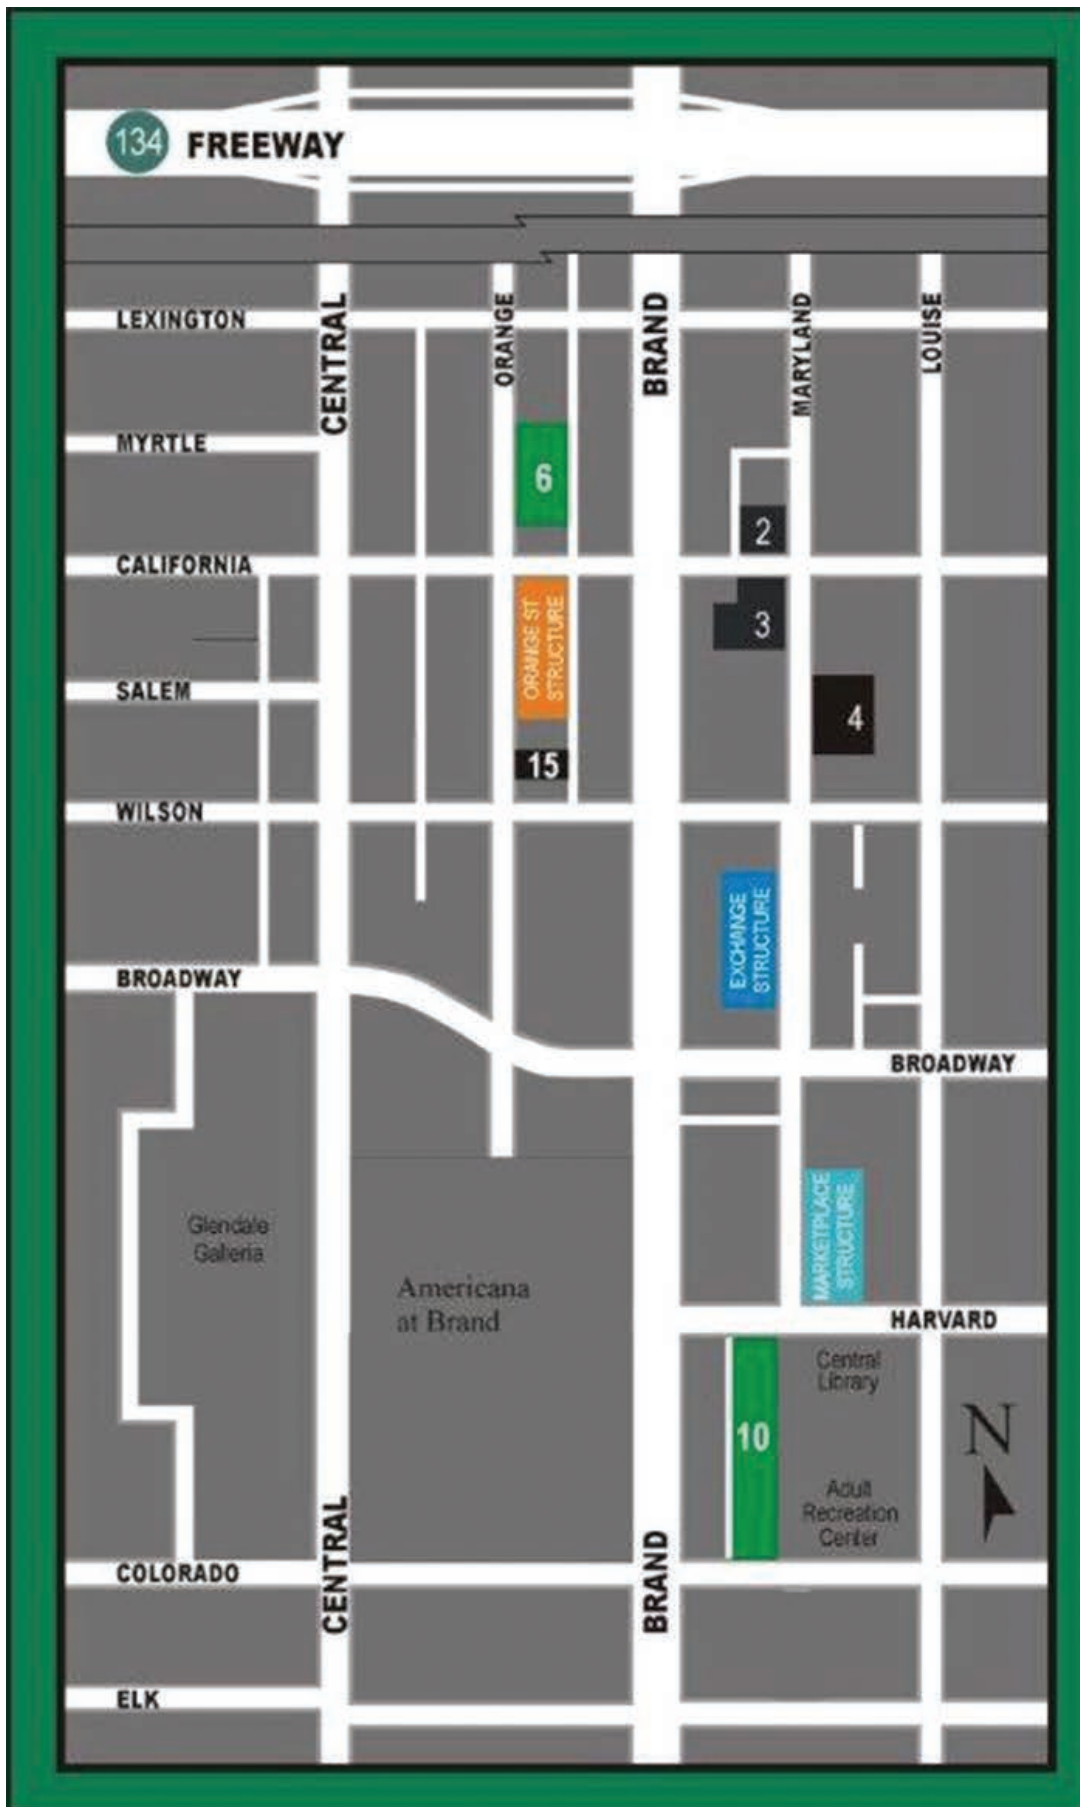 134 FREEWAY
LEXINGTON
CENTRAL
ORANGE
BRAND
MARYLAND
LOUISE
MYRTLE
6
2
CALIFORNIA
ORANGE ST
STRUCTURE
3
SALEM
4
15
WILSON
EXCHANGE
STRUCTURE
BROADWAY
BROADWAY
MARKETPLACE
STRUCTURE
Glendale
Galleria
Americana
at Brand
HARVARD
Central
Library
10
N
Adult
Recreation
Center
COLORADO
CENTRAL
BRAND
ELK